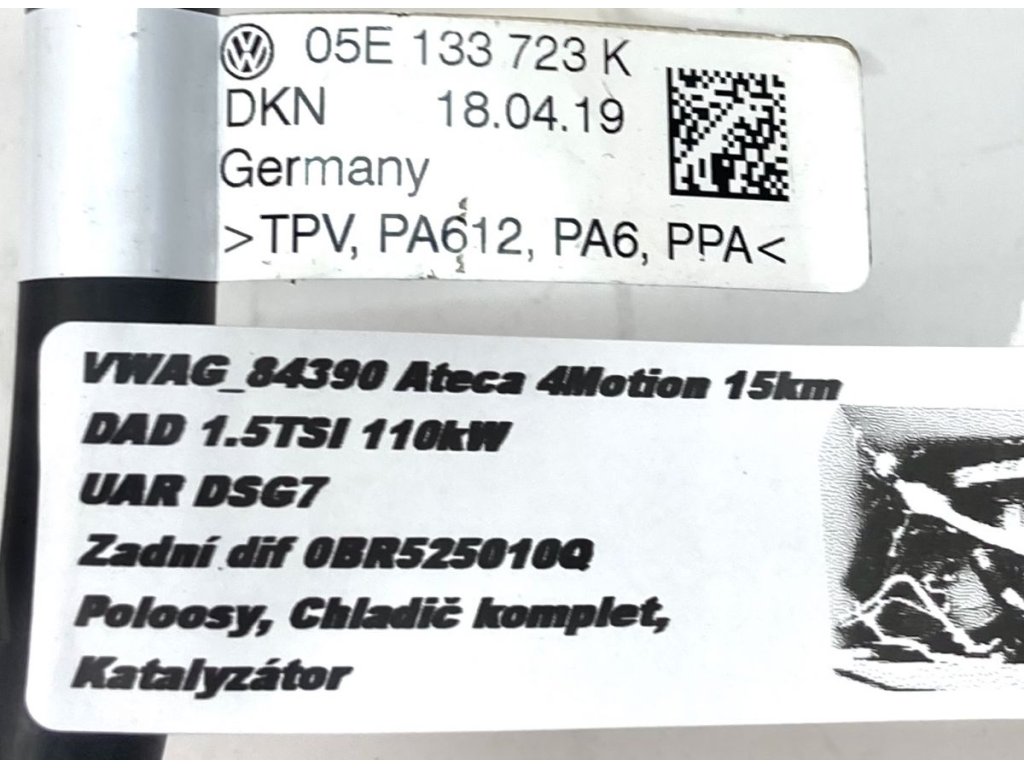 VW 05E 133 723 K
DKN 18.04.19
Germany
>TPV, PA612, PA6, PPA<
VWAG_84390 Ateca 4Motion 15km
DAD 1.5TSI 110kW
UAR DSG7
Zadní dif 0BR525010Q
Poloosy, Chladič komplet,
Katalyzátor